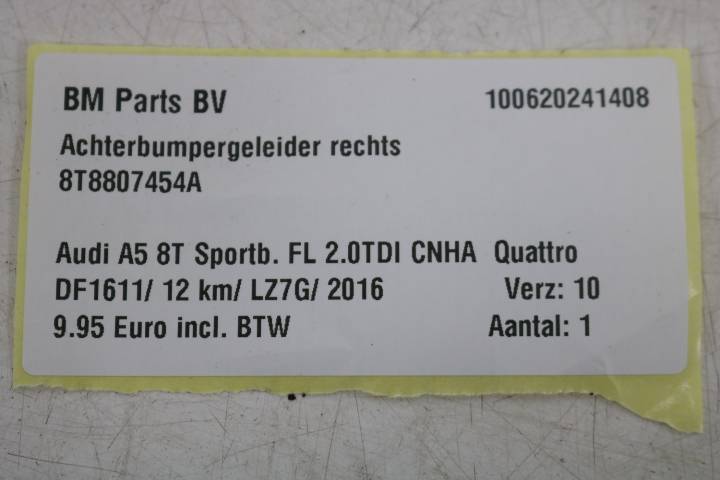 BM Parts BV 100620241408
Achterbumpergeleider rechts
8T8807454A
Audi A5 8T Sportb. FL 2.0TDI CNHA Quattro
DF1611/ 12 km/ LZ7G/ 2016 Verz: 10
9.95 Euro incl. BTW Aantal: 1